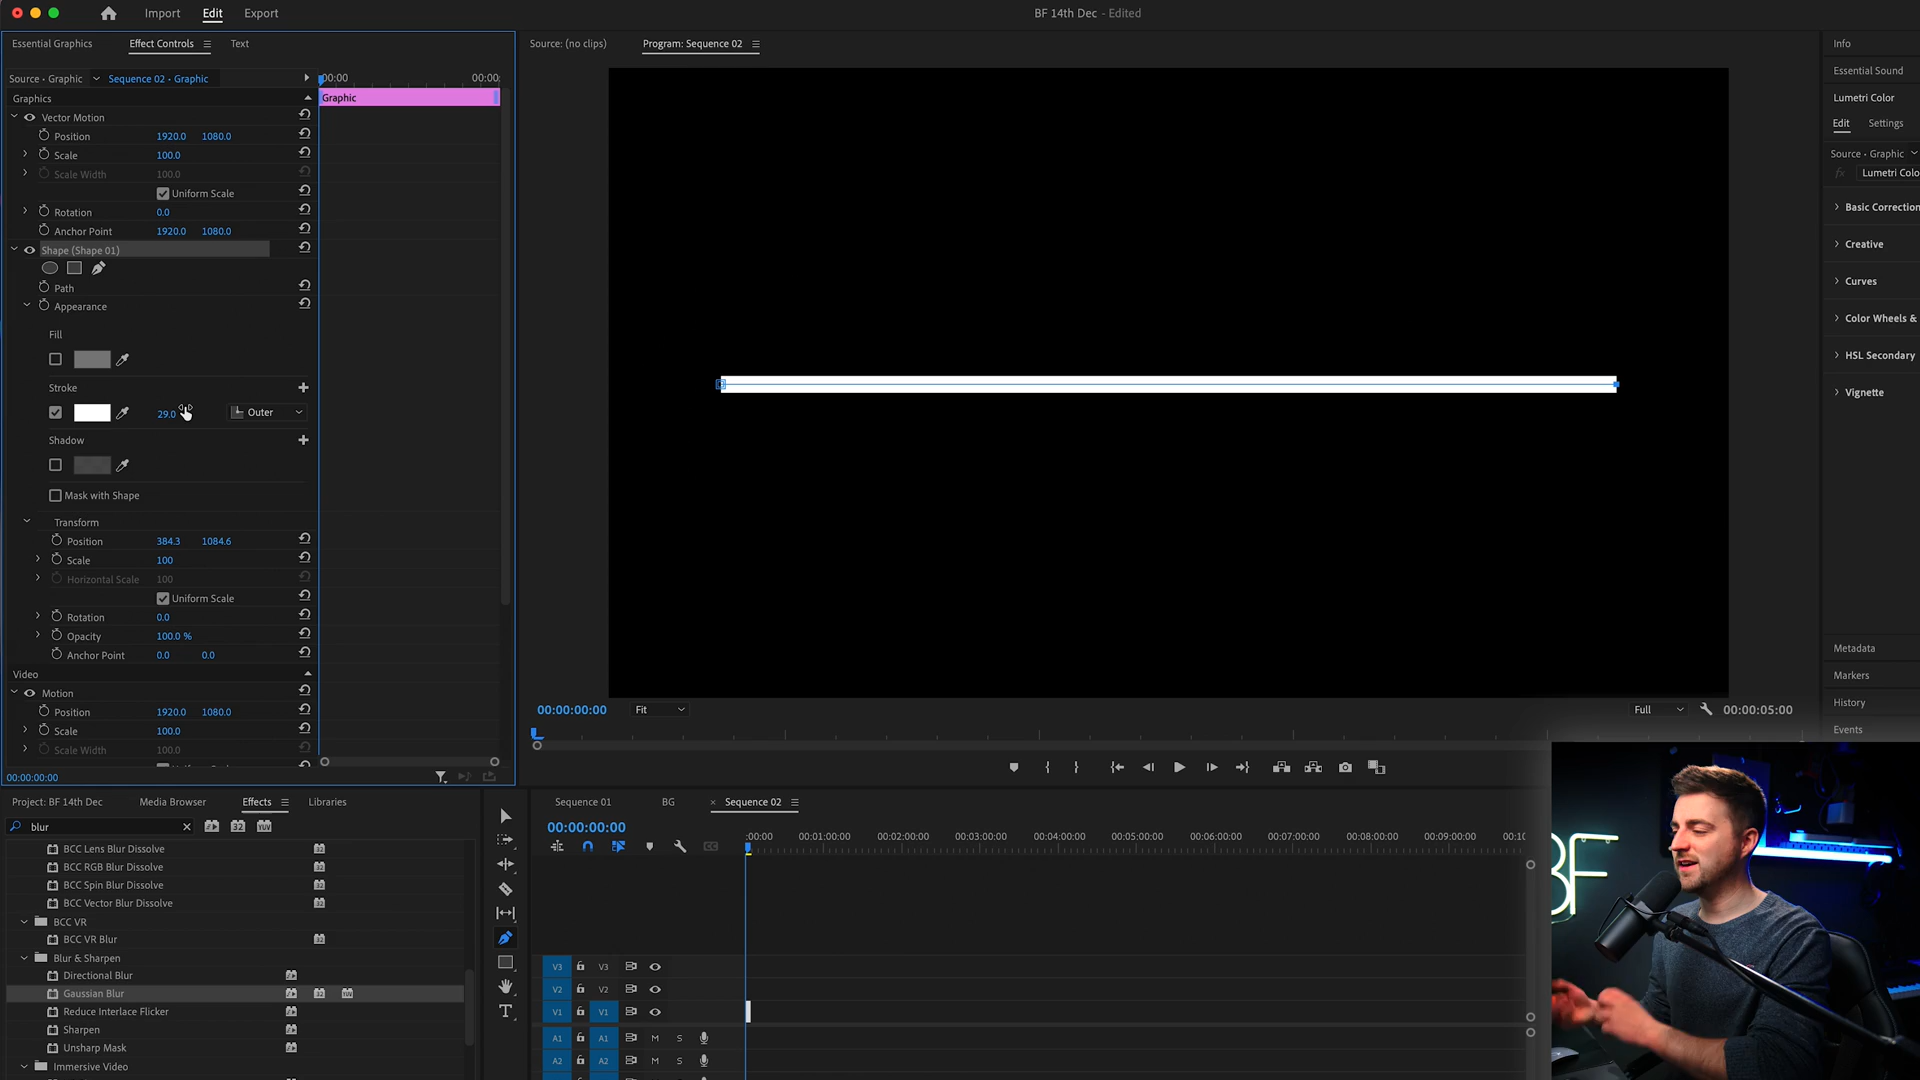 Import Edit Export
BF 14th Dec - Edited
Essential Graphics Effect Controls Text
Source: (no clips) Program: Sequence 02
Source - Graphic Sequence 02 - Graphic
:00:00 00:00:
Graphics
Graphic
Vector Motion
Position 1920.0 1080.0
Scale 100.0
Scale Width 100.0
Uniform Scale
Rotation 0.0
Anchor Point 1920.0 1080.0
Shape (Shape 01)
Path
Appearance
Fill
Stroke
29.0 Outer
Shadow
Mask with Shape
Transform
Position 384.3 1084.6
Scale 100
Horizontal Scale 100
Uniform Scale
Rotation 0.0
Opacity 100.0 %
Anchor Point 0.0 0.0
Video
Motion
Position 1920.0 1080.0
Scale 100.0
Scale Width 100.0
00:00:00:00
00:00:00:00 Fit Full 00:00:05:00
Info
Essential Sound
Lumetri Color
Edit Settings
Source - Graphic
fx Lumetri Colo
Basic Correction
Creative
Curves
Color Wheels &
HSL Secondary
Vignette
Metadata
Markers
History
Events
Project: BF 14th Dec Media Browser Effects Libraries
blur 32 YUV
BCC Lens Blur Dissolve
BCC RGB Blur Dissolve
BCC Spin Blur Dissolve
BCC Vector Blur Dissolve
BCC VR
BCC VR Blur
Blur & Sharpen
Directional Blur
Gaussian Blur
Reduce Interlace Flicker
Sharpen
Unsharp Mask
Immersive Video
Sequence 01 BG Sequence 02
00:00:00:00
:00:00 00:01:00:00 00:02:00:00 00:03:00:00 00:04:00:00 00:05:00:00 00:06:00:00 00:07:00:00 00:08:00:00 00:09:00:00 00:10
V3 V3
V2 V2
V1 V1
A1 A1 M S
A2 A2 M S
BF